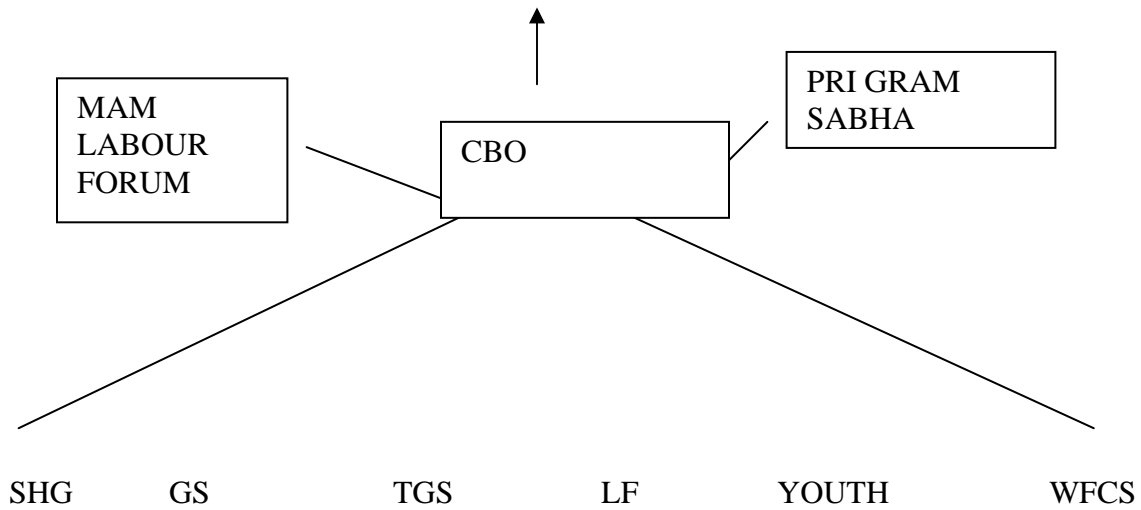 MAM
LABOUR
FORUM
PRI GRAM
SABHA
CBO
SHG GS TGS LF YOUTH WFCS